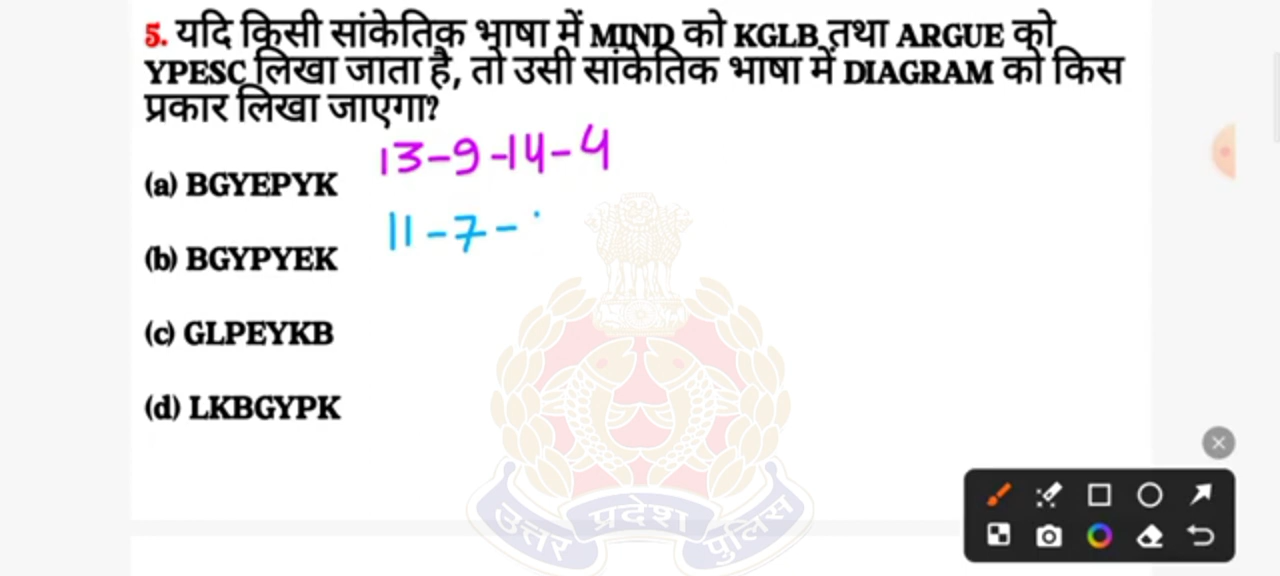 5. यदि किसी सांकेतिक भाषा में MIND को KGLB तथा ARGUE को
YPESC लिखा जाता है, तो उसी सांकेतिक भाषा में DIAGRAM को किस
प्रकार लिखा जाएगा?
13-9-14-4
(a) BGYEPYK
11-7-
(b) BGYPYEK
(c) GLPEYKB
(d) LKBGYPK
उत्तर प्रदेश पुलिस